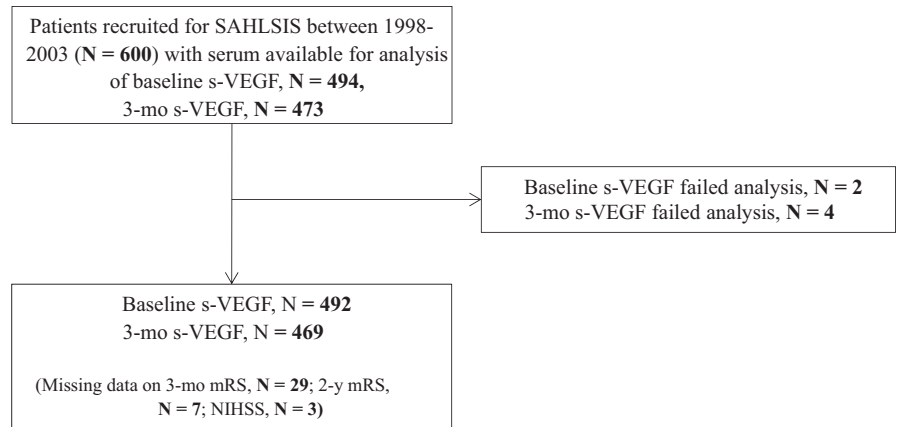 Patients recruited for SAHLSIS between 1998-
2003 (N = 600) with serum available for analysis
of baseline s-VEGF, N = 494,
3-mo s-VEGF, N = 473
Baseline s-VEGF failed analysis, N = 2
3-mo s-VEGF failed analysis, N = 4
Baseline s-VEGF, N = 492
3-mo s-VEGF, N = 469
(Missing data on 3-mo mRS, N = 29; 2-y mRS,
N = 7; NIHSS, N = 3)